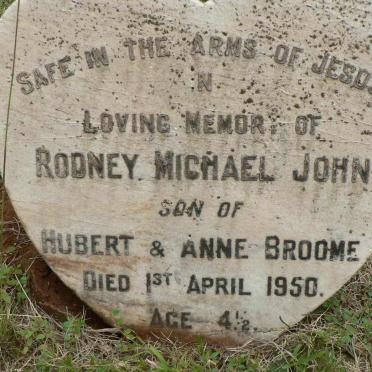 SAFE IN THE ARMS OF JESUS
IN
LOVING MEMORY OF
RODNEY MICHAEL JOHN
SON OF
HUBERT & ANNE BROOME
DIED 1ST APRIL 1950.
AGE 4½.